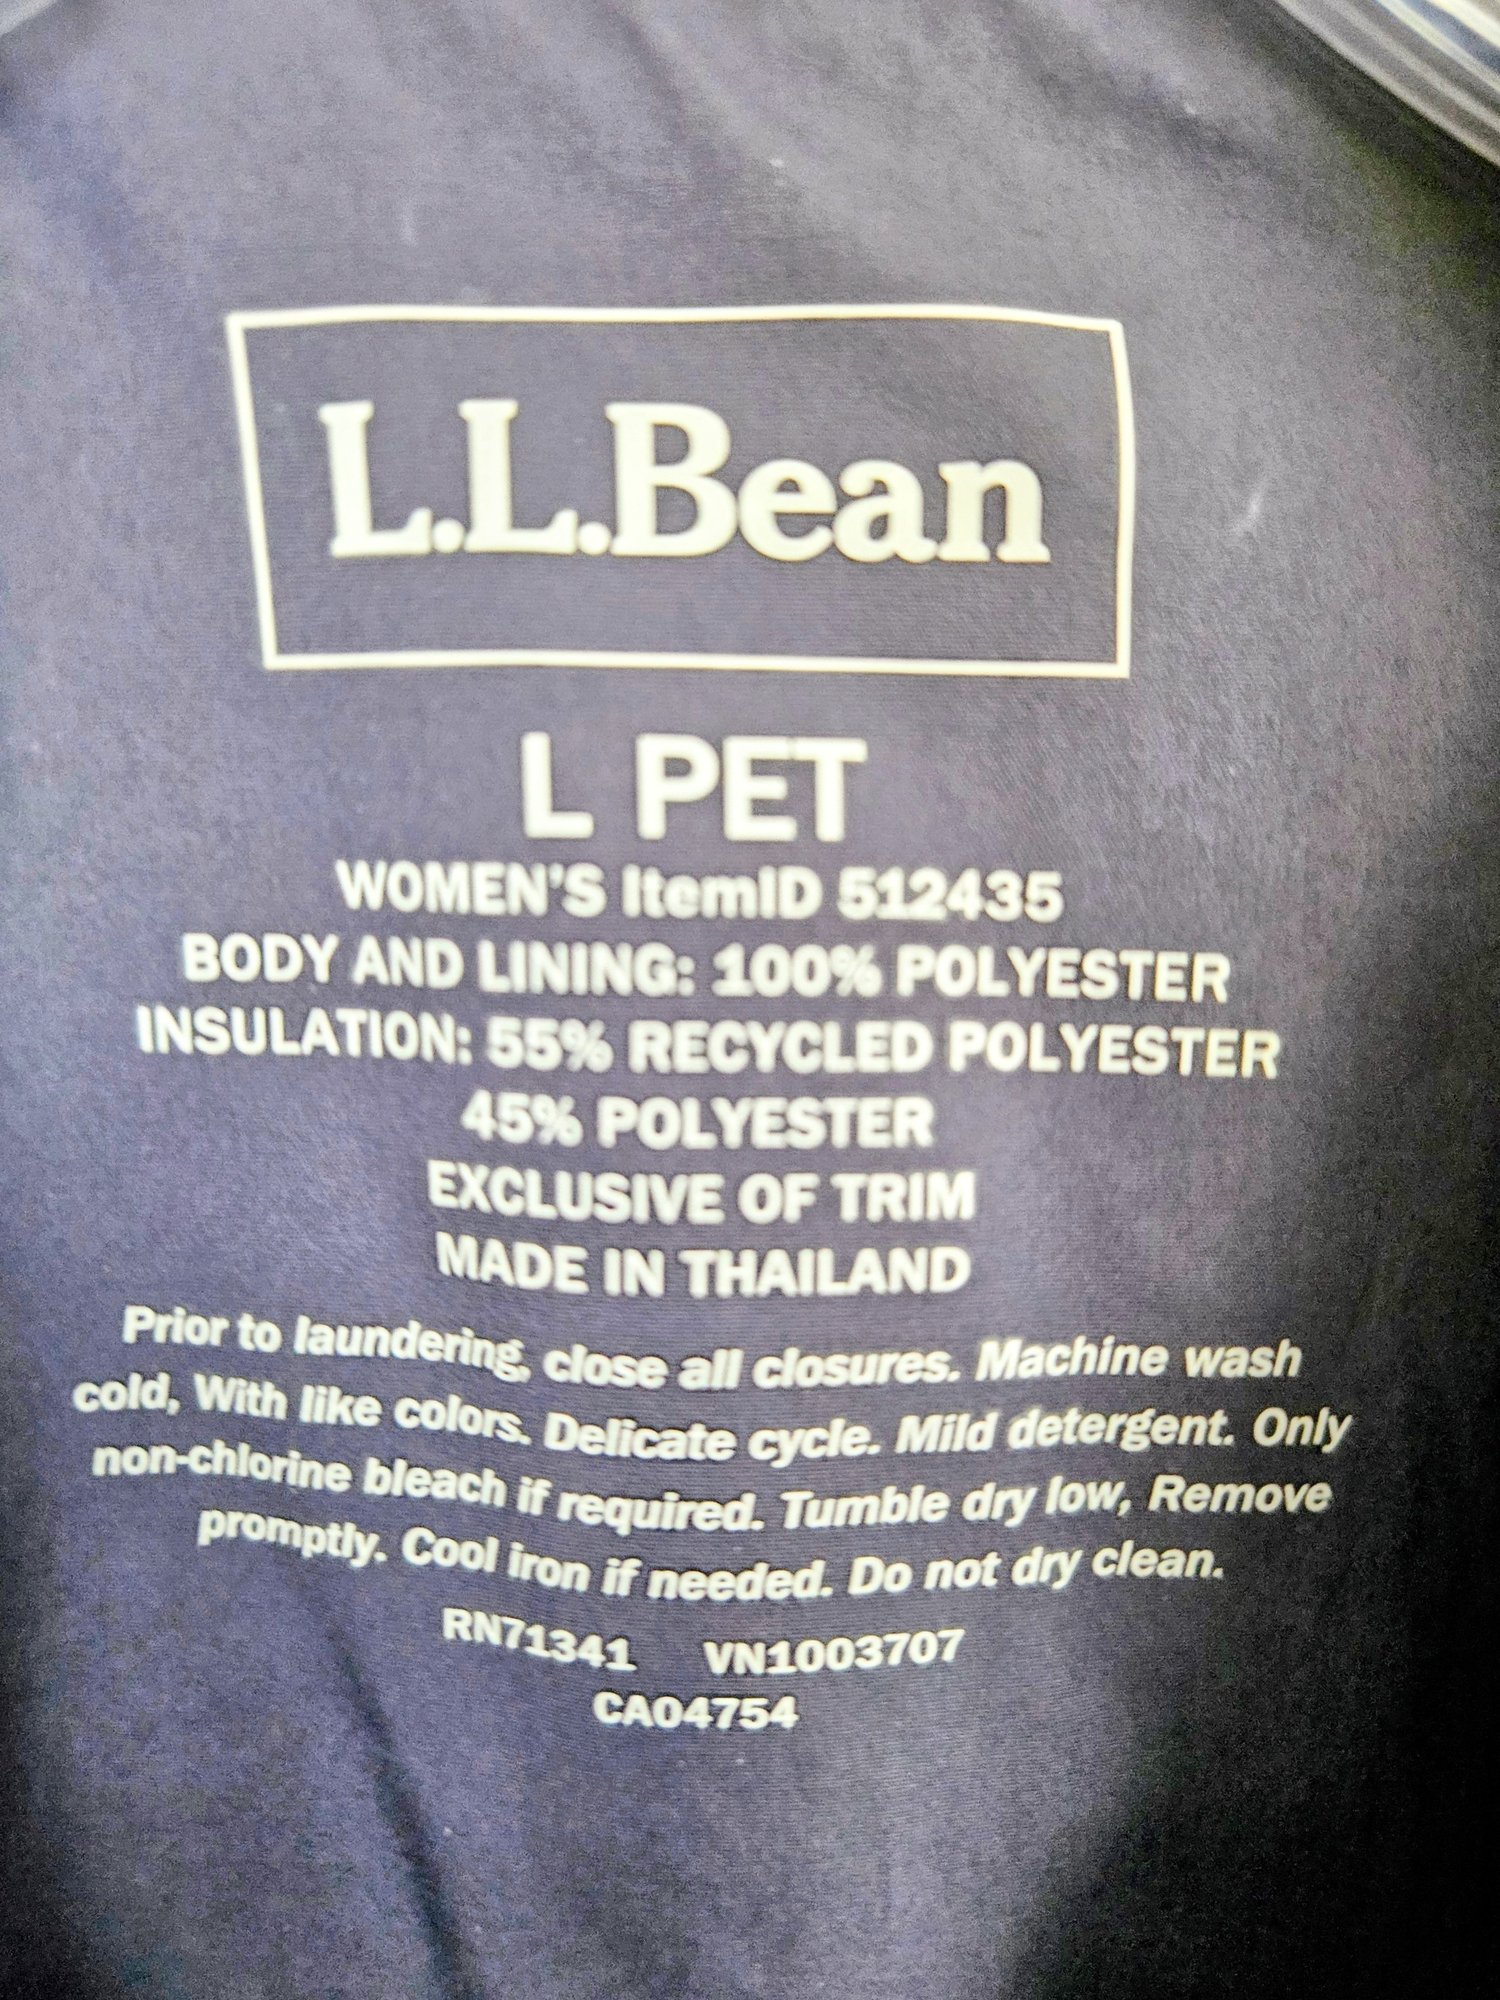 L.L.Bean
L PET
WOMEN'S ItemID 512435
BODY AND LINING: 100% POLYESTER
INSULATION: 55% RECYCLED POLYESTER
45% POLYESTER
EXCLUSIVE OF TRIM
MADE IN THAILAND
Prior to laundering, close all closures. Machine wash
cold, With like colors. Delicate cycle. Mild detergent. Only
non-chlorine bleach if required. Tumble dry low, Remove
promptly. Cool iron if needed. Do not dry clean.
RN71341 VN1003707
CA04754